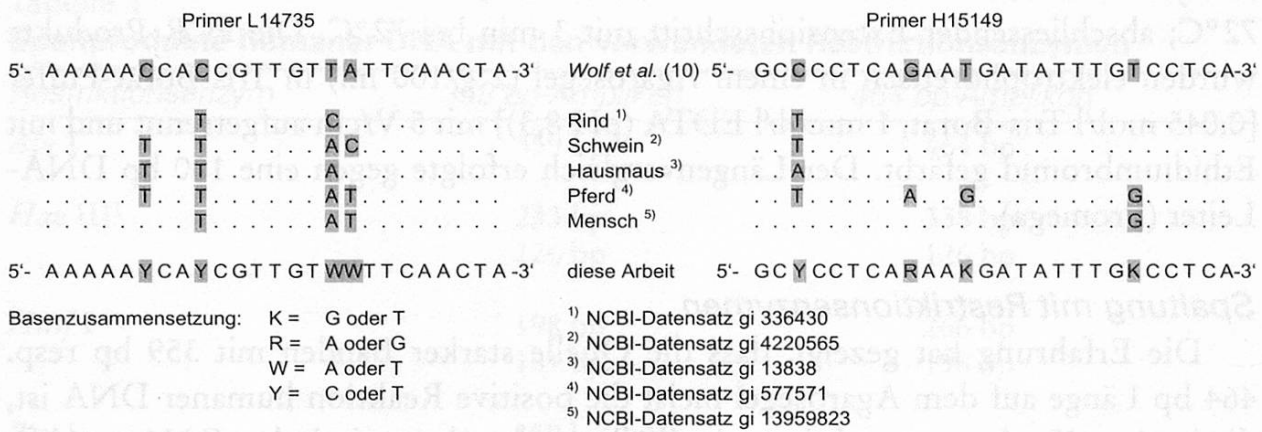 Primer L14735 Primer H15149
5‘- AAAAACCACCGTTGTTATTCAACTA -3‘ Wolf et al. (10) 5‘- GCCCCTCAGAATGATATTTGTCCTCA-3‘
........T......C......... Rind 1) ..T.......................
.....T..T......AC........ Schwein 2) ..T.......................
.....T..T......A......... Hausmaus 3) ..A.......................
.....T..T......AT........ Pferd 4) ..T.....A..G........G.....
........T......AT........ Mensch 5) ....................G.....
5‘- AAAAAYCAYCGTTGTWWTTCAACTA -3‘ diese Arbeit 5‘- GCYCCTCARAAKGATATTTGKCCTCA-3‘
Basenzusammensetzung: K = G oder T 1) NCBI-Datensatz gi 336430
R = A oder G 2) NCBI-Datensatz gi 4220565
W = A oder T 3) NCBI-Datensatz gi 13838
Y = C oder T 4) NCBI-Datensatz gi 577571
5) NCBI-Datensatz gi 13959823